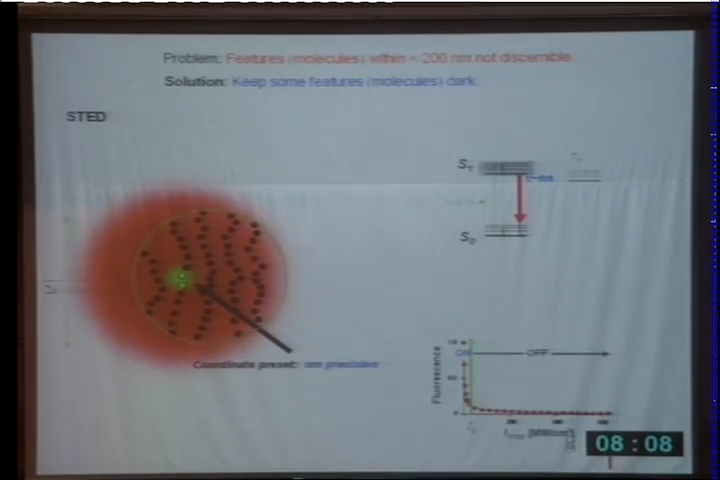 Problem: Features (molecules) within < 200 nm not discernible
Solution: Keep some features (molecules) dark
STED
S1
S0
Coordinate preset: nm precision
Fluorescence
ON
OFF
08:08